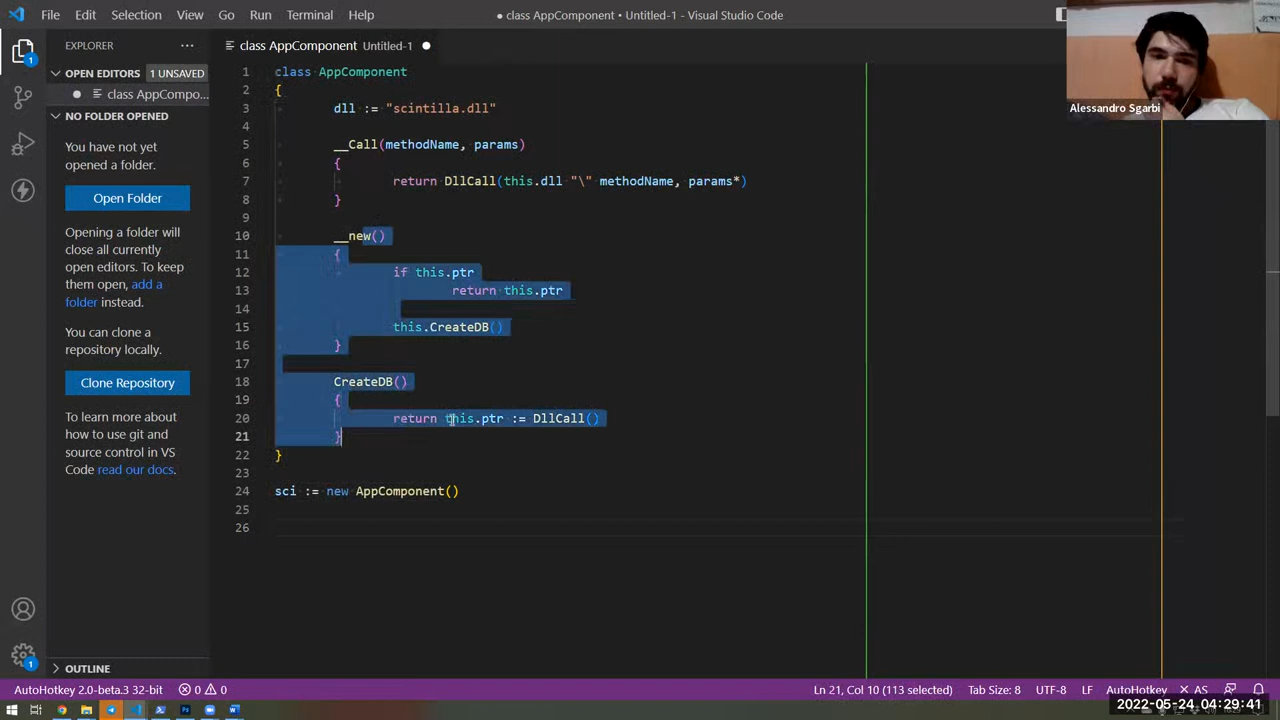 File Edit Selection View Go Run Terminal Help
● class AppComponent • Untitled-1 - Visual Studio Code
EXPLORER
OPEN EDITORS 1 UNSAVED
class AppCompo...
NO FOLDER OPENED
You have not yet
opened a folder.
Open Folder
Opening a folder will
close all currently
open editors. To keep
them open, add a
folder instead.
You can clone a
repository locally.
Clone Repository
To learn more about
how to use git and
source control in VS
Code read our docs.
OUTLINE
class AppComponent Untitled-1
1 class AppComponent
2 {
3 dll := "scintilla.dll"
4
5 __Call(methodName, params)
6 {
7 return DllCall(this.dll "\" methodName, params*)
8 }
9
10 __new()
11 {
12 if this.ptr
13 return this.ptr
14
15 this.CreateDB()
16 }
17
18 CreateDB()
19 {
20 return this.ptr := DllCall()
21 }
22 }
23
24 sci := new AppComponent()
25
26
Alessandro Sgarbi
1
1
AutoHotkey 2.0-beta.3 32-bit 0 0
Ln 21, Col 10 (113 selected) Tab Size: 8 UTF-8 LF AutoHotkey AS
2022-05-24 04:29:41